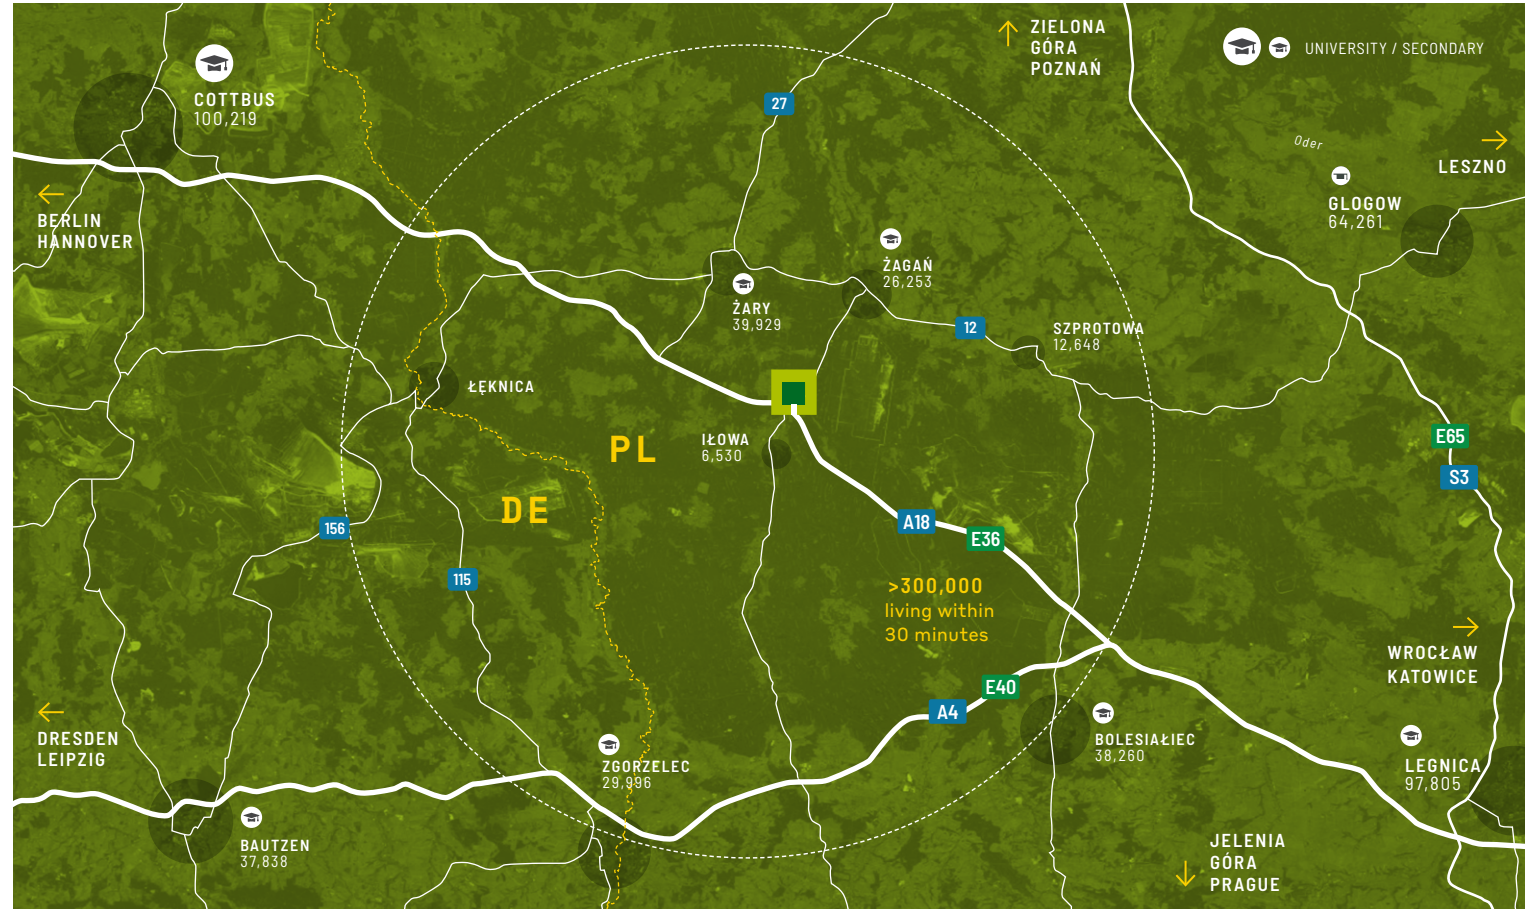 ZIELONA
GÓRA
POZNAŃ
UNIVERSITY / SECONDARY
COTTBUS
100,219
27
Oder
LESZNO
BERLIN
HANNOVER
GLOGOW
64,261
ŻAGAŃ
26,253
ŻARY
39,929
12
SZPROTOWA
12,648
ŁĘKNICA
PL
IŁOWA
6,530
E65
S3
DE
156
A18
E36
115
>300,000
living within
30 minutes
WROCŁAW
KATOWICE
E40
A4
DRESDEN
LEIPZIG
BOLESIAŁIEC
38,260
ZGORZELEC
29,996
LEGNICA
97,805
BAUTZEN
37,838
JELENIA
GÓRA
PRAGUE